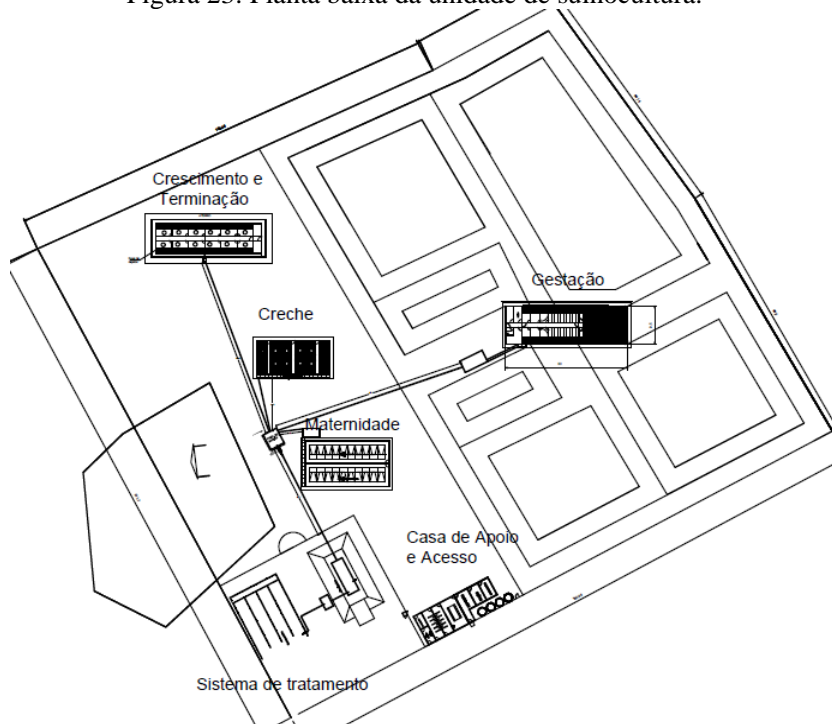 Figura 23. Planta baixa da unidade de suinocultura.
Crescimento e
Terminação
Gestação
Creche
Maternidade
Casa de Apoio
e Acesso
Sistema de tratamento